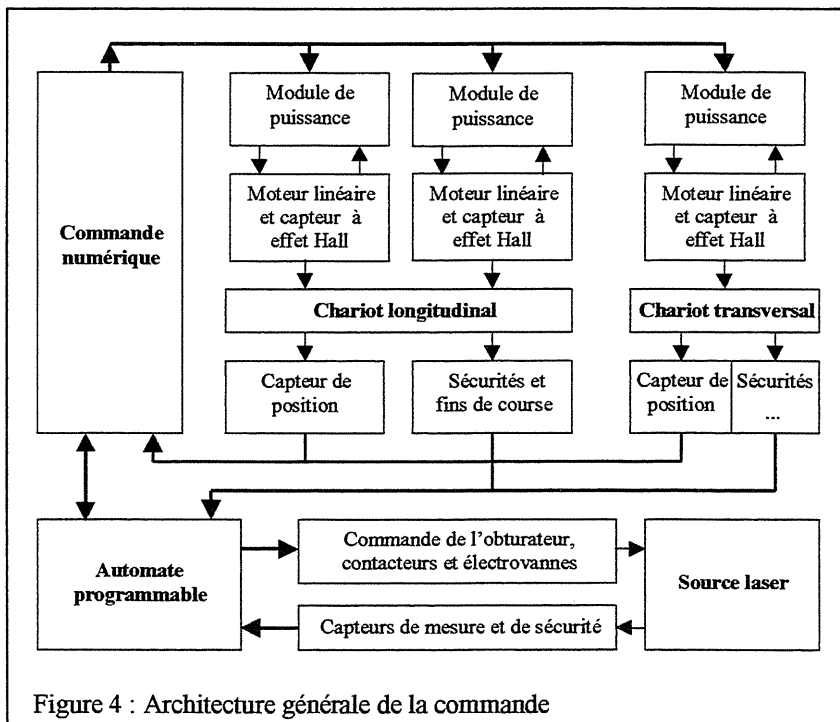 Module de
puissance
Module de
puissance
Module de
puissance
Commande
numérique
Moteur linéaire
et capteur à
effet Hall
Moteur linéaire
et capteur à
effet Hall
Moteur linéaire
et capteur à
effet Hall
Chariot longitudinal
Chariot transversal
Capteur de
position
Sécurités et
fins de course
Capteur de
position
Sécurités
...
Automate
programmable
Commande de l’obturateur,
contacteurs et électrovannes
Capteurs de mesure et de sécurité
Source laser
Figure 4 : Architecture générale de la commande